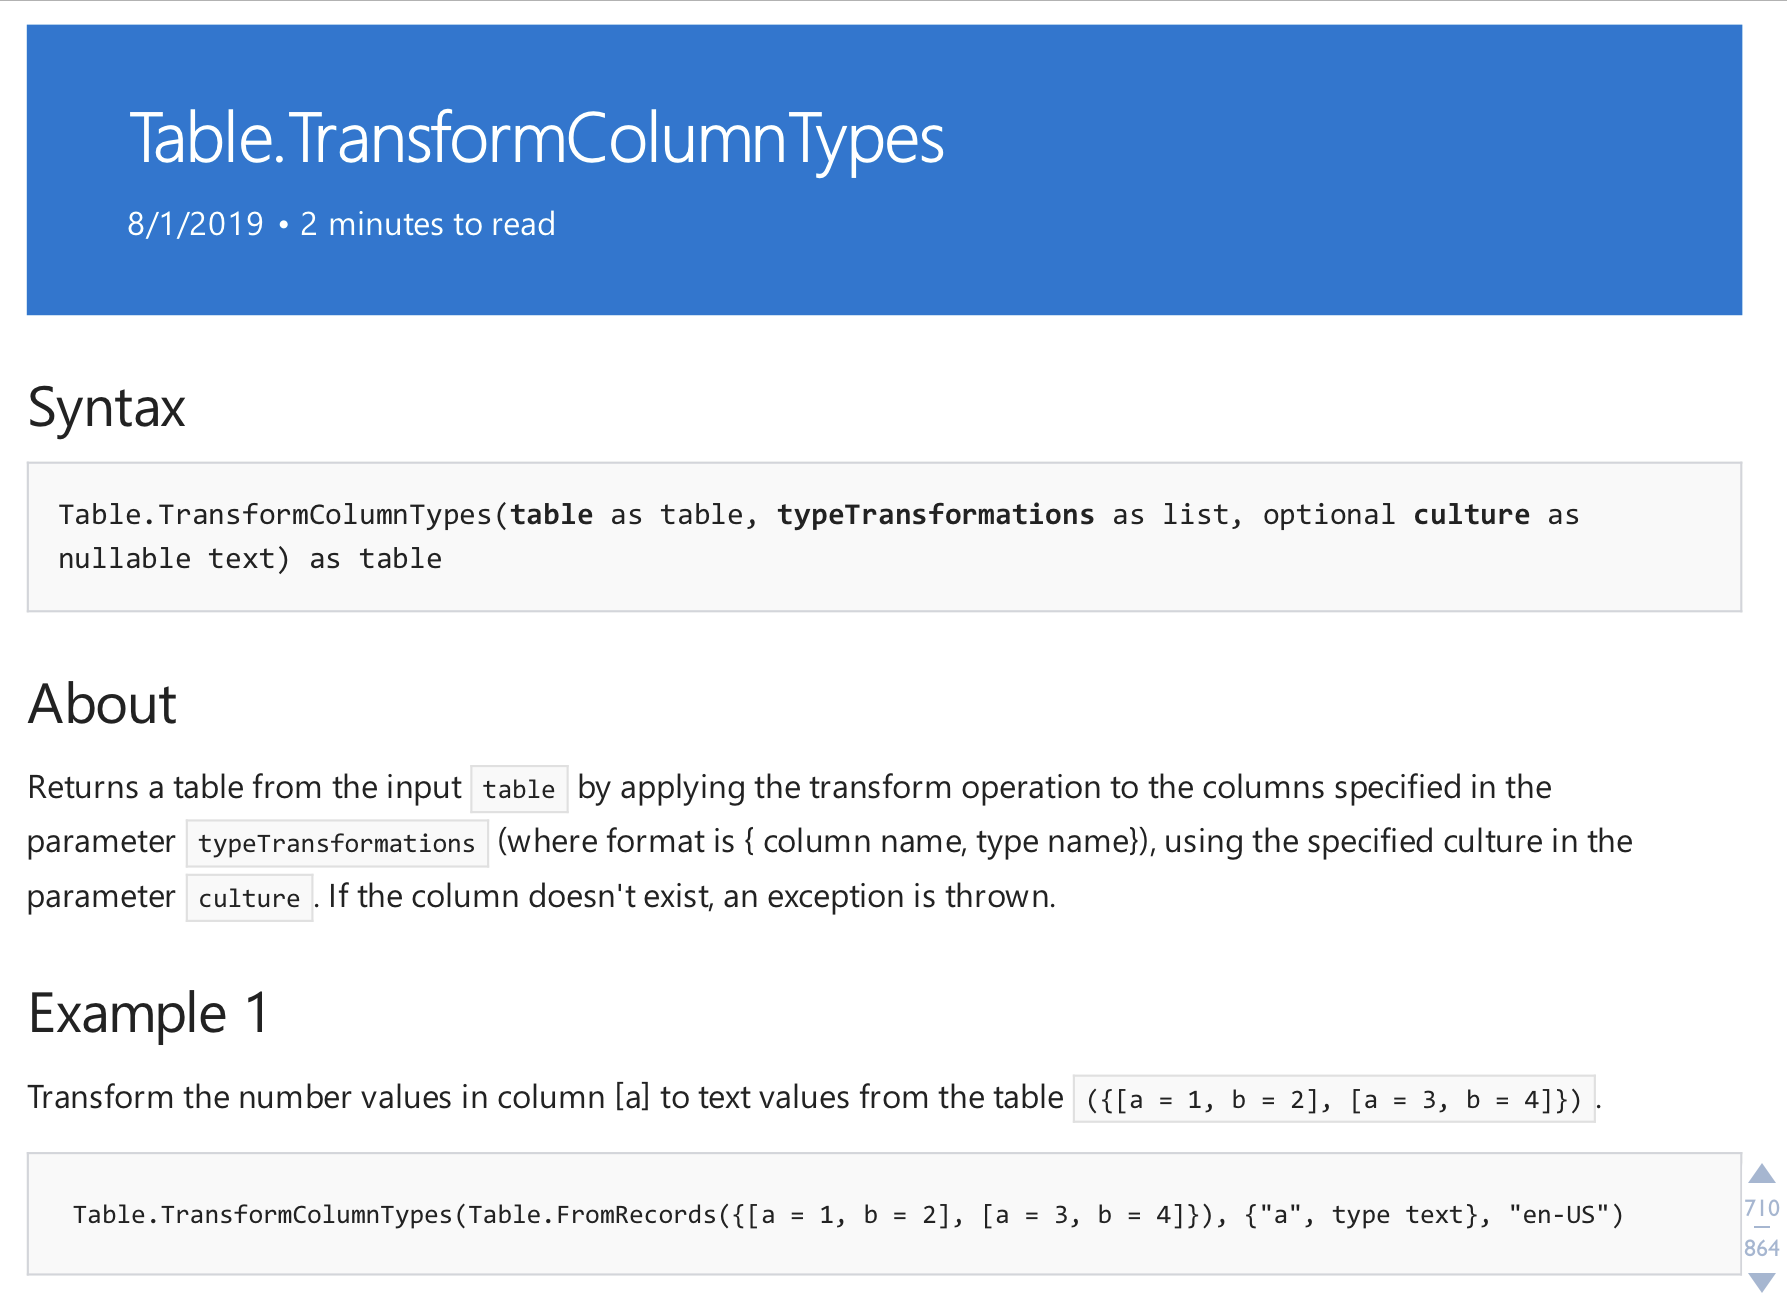 Table.TransformColumnTypes
8/1/2019 • 2 minutes to read
Syntax
Table.TransformColumnTypes(table as table, typeTransformations as list, optional culture as
nullable text) as table
About
Returns a table from the input table by applying the transform operation to the columns specified in the
parameter typeTransformations (where format is { column name, type name}), using the specified culture in the
parameter culture . If the column doesn't exist, an exception is thrown.
Example 1
Transform the number values in column [a] to text values from the table ({[a = 1, b = 2], [a = 3, b = 4]}) .
Table.TransformColumnTypes(Table.FromRecords({[a = 1, b = 2], [a = 3, b = 4]}), {"a", type text}, "en-US")
710
864